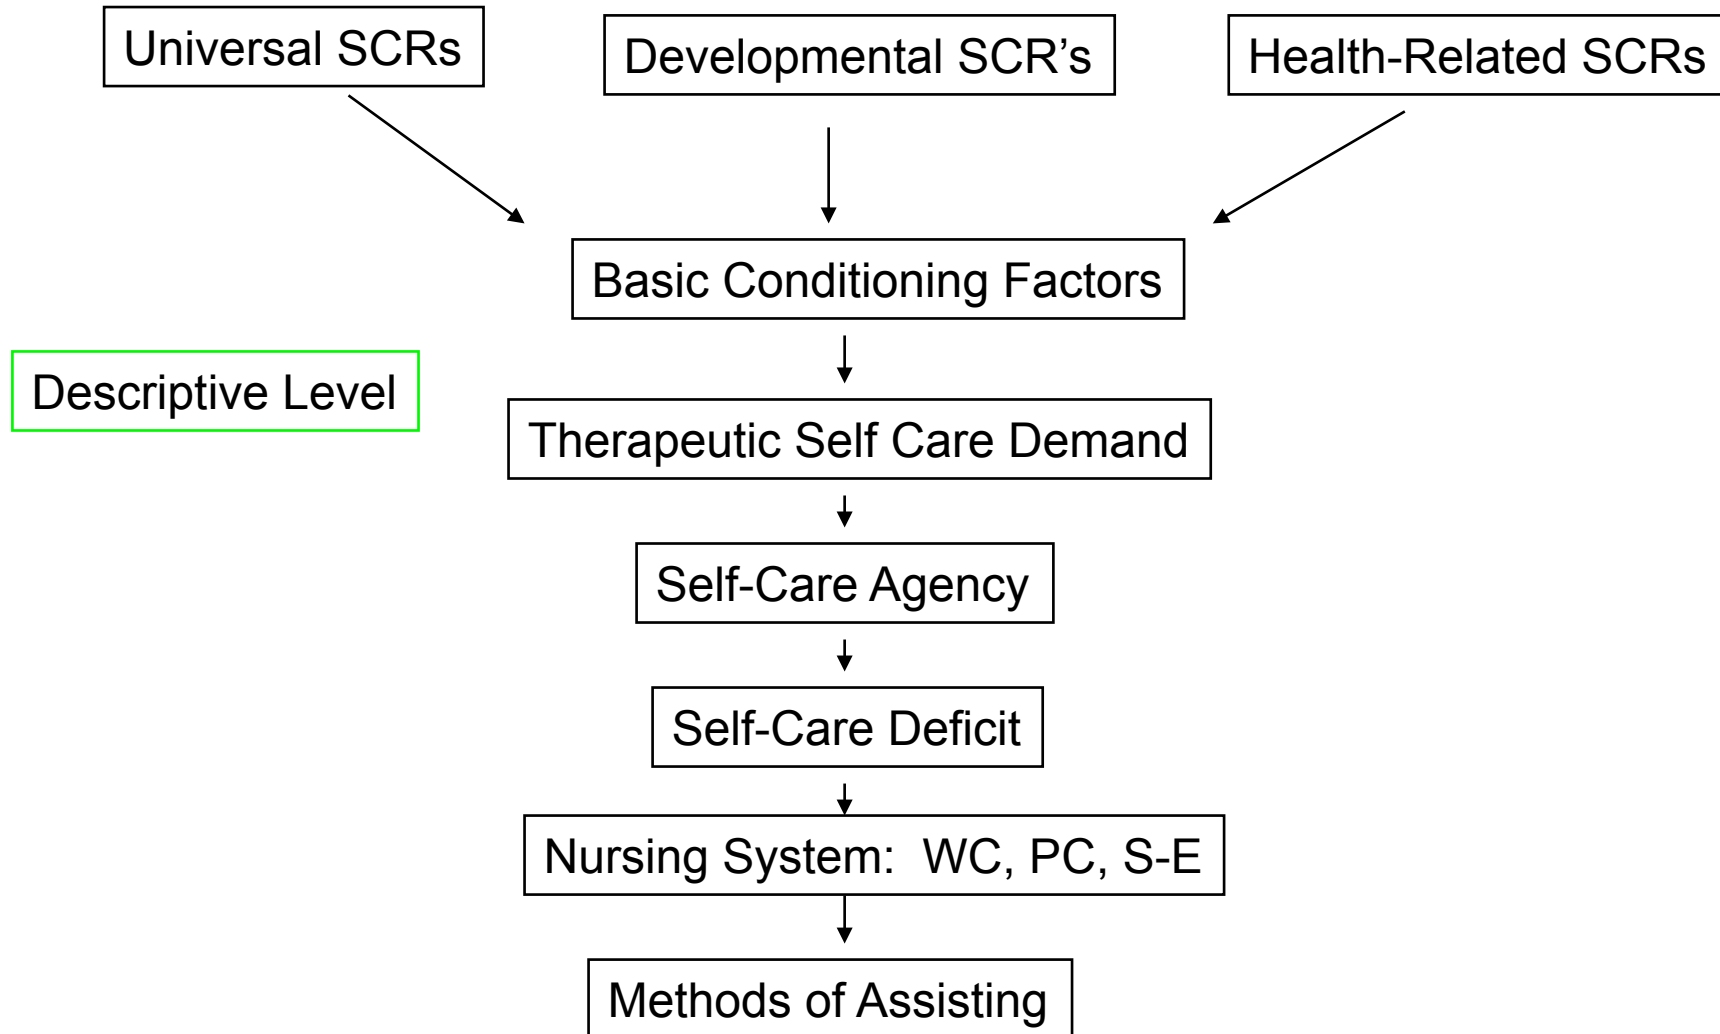 Universal SCRs
Developmental SCR’s
Health-Related SCRs
Basic Conditioning Factors
Descriptive Level
Therapeutic Self Care Demand
Self-Care Agency
Self-Care Deficit
Nursing System:  WC, PC, S-E
Methods of Assisting